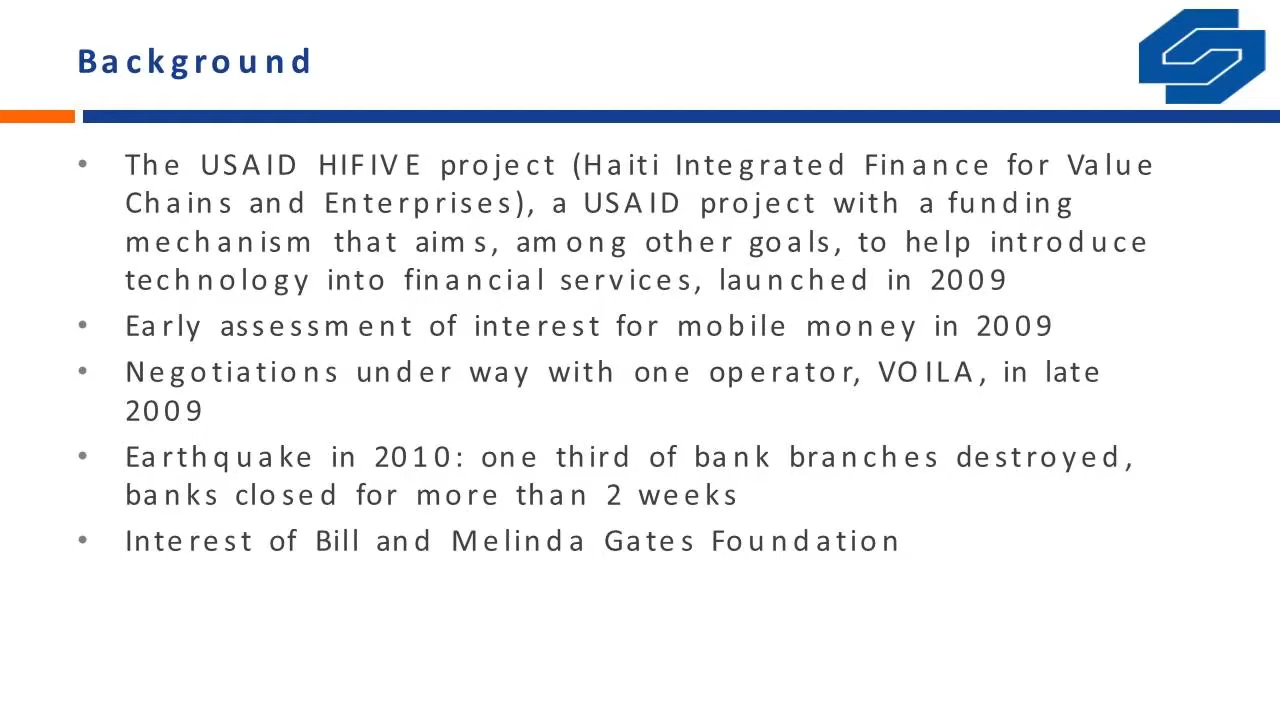 Background
• The USAID HIFIVE project (Haiti Integrated Finance for Value
Chains and Enterprises), a USAID project with a funding
mechanism that aims, among other goals, to help introduce
technology into financial services, launched in 2009
• Early assessment of interest for mobile money in 2009
• Negotiations under way with one operator, VOILA, in late
2009
• Earthquake in 2010: one third of bank branches destroyed,
banks closed for more than 2 weeks
• Interest of Bill and Melinda Gates Foundation